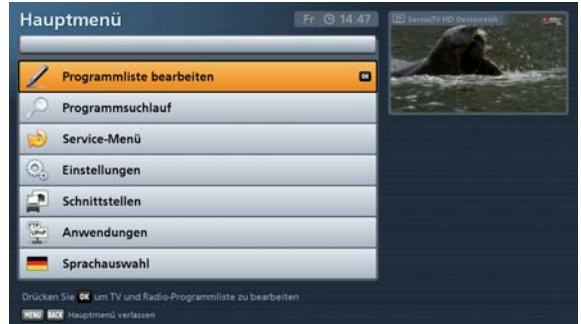 Hauptmenü
Fr 14:47
ServusTV HD Oesterreich
Programmliste bearbeiten OK
Programmsuchlauf
Service-Menü
Einstellungen
Schnittstellen
Anwendungen
Sprachauswahl
Drücken Sie OK um TV und Radio-Programmliste zu bearbeiten
MENU BACK Hauptmenü verlassen